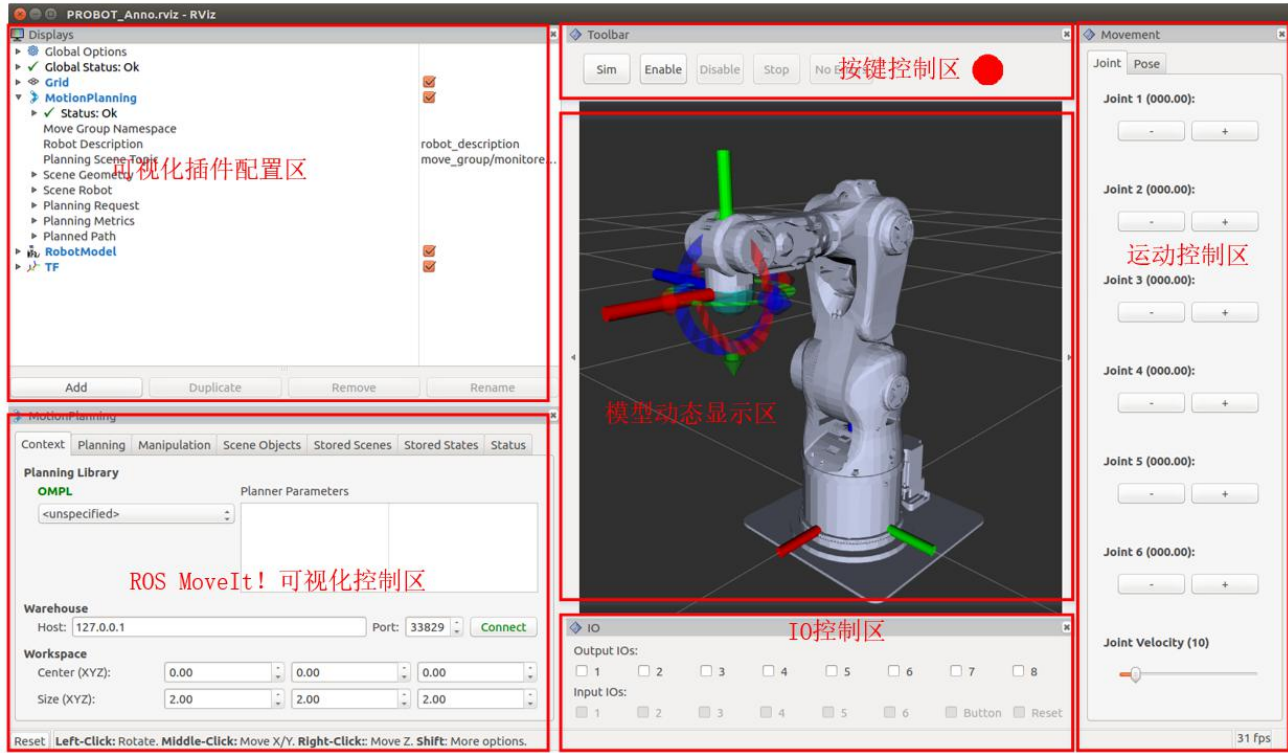 PROBOT_Anno.rviz - RViz
Displays
Global Options
Global Status: Ok
Grid
MotionPlanning
Status: Ok
Move Group Namespace
Robot Description robot_description
Planning Scene Topic move_group/monitore...
可视化插件配置区
Scene Geometry
Scene Robot
Planning Request
Planning Metrics
Planned Path
RobotModel
TF
Add Duplicate Remove Rename
MotionPlanning
Context Planning Manipulation Scene Objects Stored Scenes Stored States Status
Planning Library
OMPL Planner Parameters
<unspecified>
ROS MoveIt! 可视化控制区
Warehouse
Host: 127.0.0.1 Port: 33829 Connect
Workspace
Center (XYZ): 0.00 0.00 0.00
Size (XYZ): 2.00 2.00 2.00
Reset Left-Click: Rotate. Middle-Click: Move X/Y. Right-Click:: Move Z. Shift: More options.
Toolbar
Sim Enable Disable Stop No
按键控制区
模型动态显示区
IO
IO控制区
Output IOs:
1 2 3 4 5 6 7 8
Input IOs:
1 2 3 4 5 6 Button Reset
Movement
Joint Pose
Joint 1 (000.00):
- +
Joint 2 (000.00):
- +
运动控制区
Joint 3 (000.00):
- +
Joint 4 (000.00):
- +
Joint 5 (000.00):
- +
Joint 6 (000.00):
- +
Joint Velocity (10)
31 fps